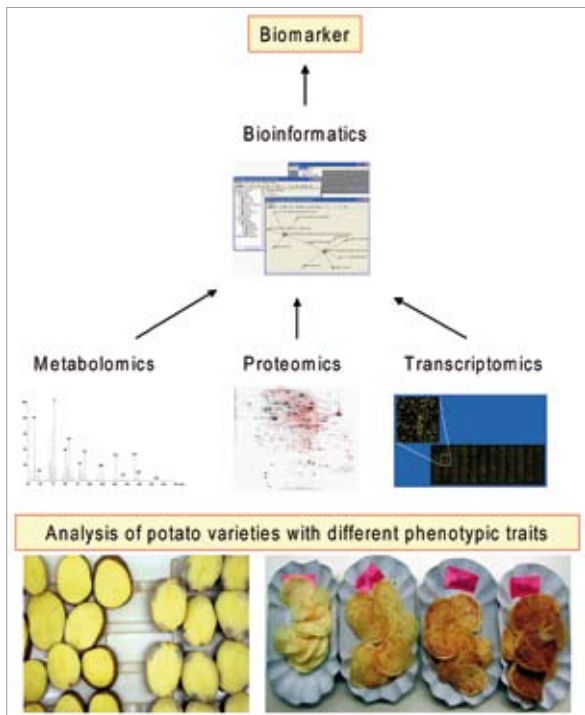 Biomarker
Bioinformatics
Metabolomics Proteomics Transcriptomics
Analysis of potato varieties with different phenotypic traits